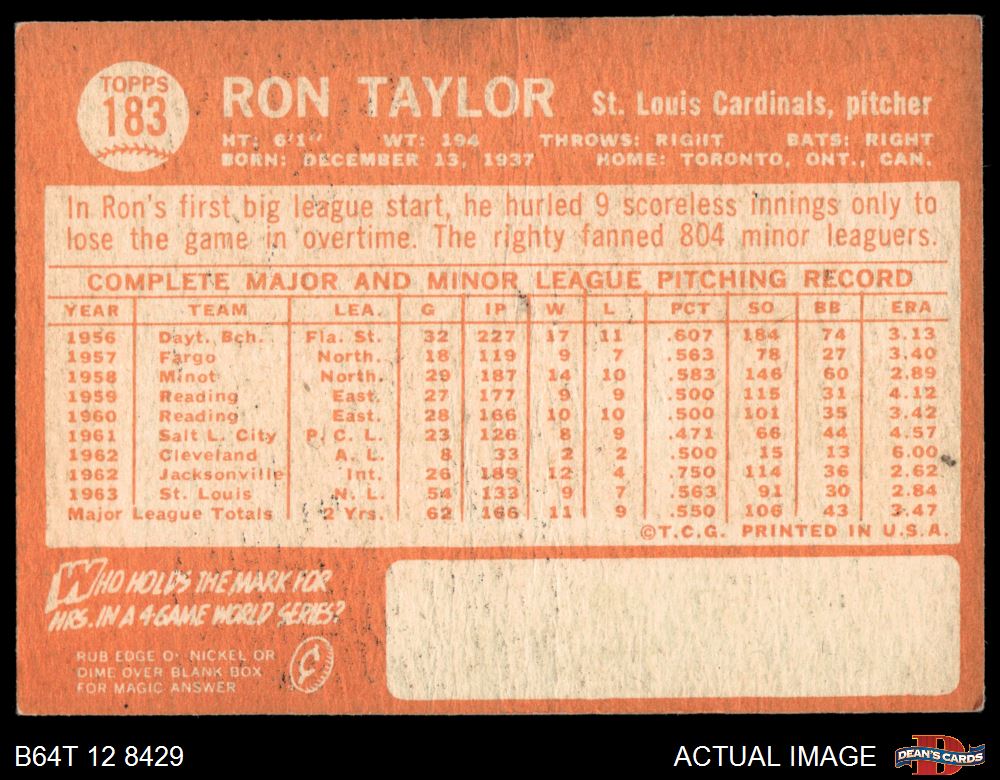 TOPPS
183
RON TAYLOR St. Louis Cardinals, pitcher
HT: 6'1" WT: 194 THROWS: RIGHT BATS: RIGHT
BORN: DECEMBER 13, 1937 HOME: TORONTO, ONT., CAN.
In Ron's first big league start, he hurled 9 scoreless innings only to
lose the game in overtime. The righty fanned 804 minor leaguers.
COMPLETE MAJOR AND MINOR LEAGUE PITCHING RECORD
YEAR TEAM LEA. G IP W L PCT SO BB ERA
1956 Dayt. Bch. Fla. St. 32 227 17 11 .607 184 74 3.13
1957 Fargo North. 18 119 9 7 .563 78 27 3.40
1958 Minot North. 29 187 14 10 .583 146 60 2.89
1959 Reading East. 27 177 9 9 .500 115 31 4.12
1960 Reading East. 28 166 10 10 .500 101 35 3.42
1961 Salt L. City P. C. L. 23 126 8 9 .471 66 44 4.57
1962 Cleveland A. L. 8 33 2 2 .500 15 13 6.00
1962 Jacksonville Int. 26 189 12 4 .750 114 36 2.62
1963 St. Louis N. L. 54 133 9 7 .563 91 30 2.84
Major League Totals 2 Yrs. 62 166 11 9 .550 106 43 3.47
©T.C.G. PRINTED IN U.S.A.
WHO HOLDS THE MARK FOR
HRS. IN A 4-GAME WORLD SERIES?
RUB EDGE OF NICKEL OR
DIME OVER BLANK BOX
FOR MAGIC ANSWER
B64T 12 8429 ACTUAL IMAGE DEAN'S CARDS